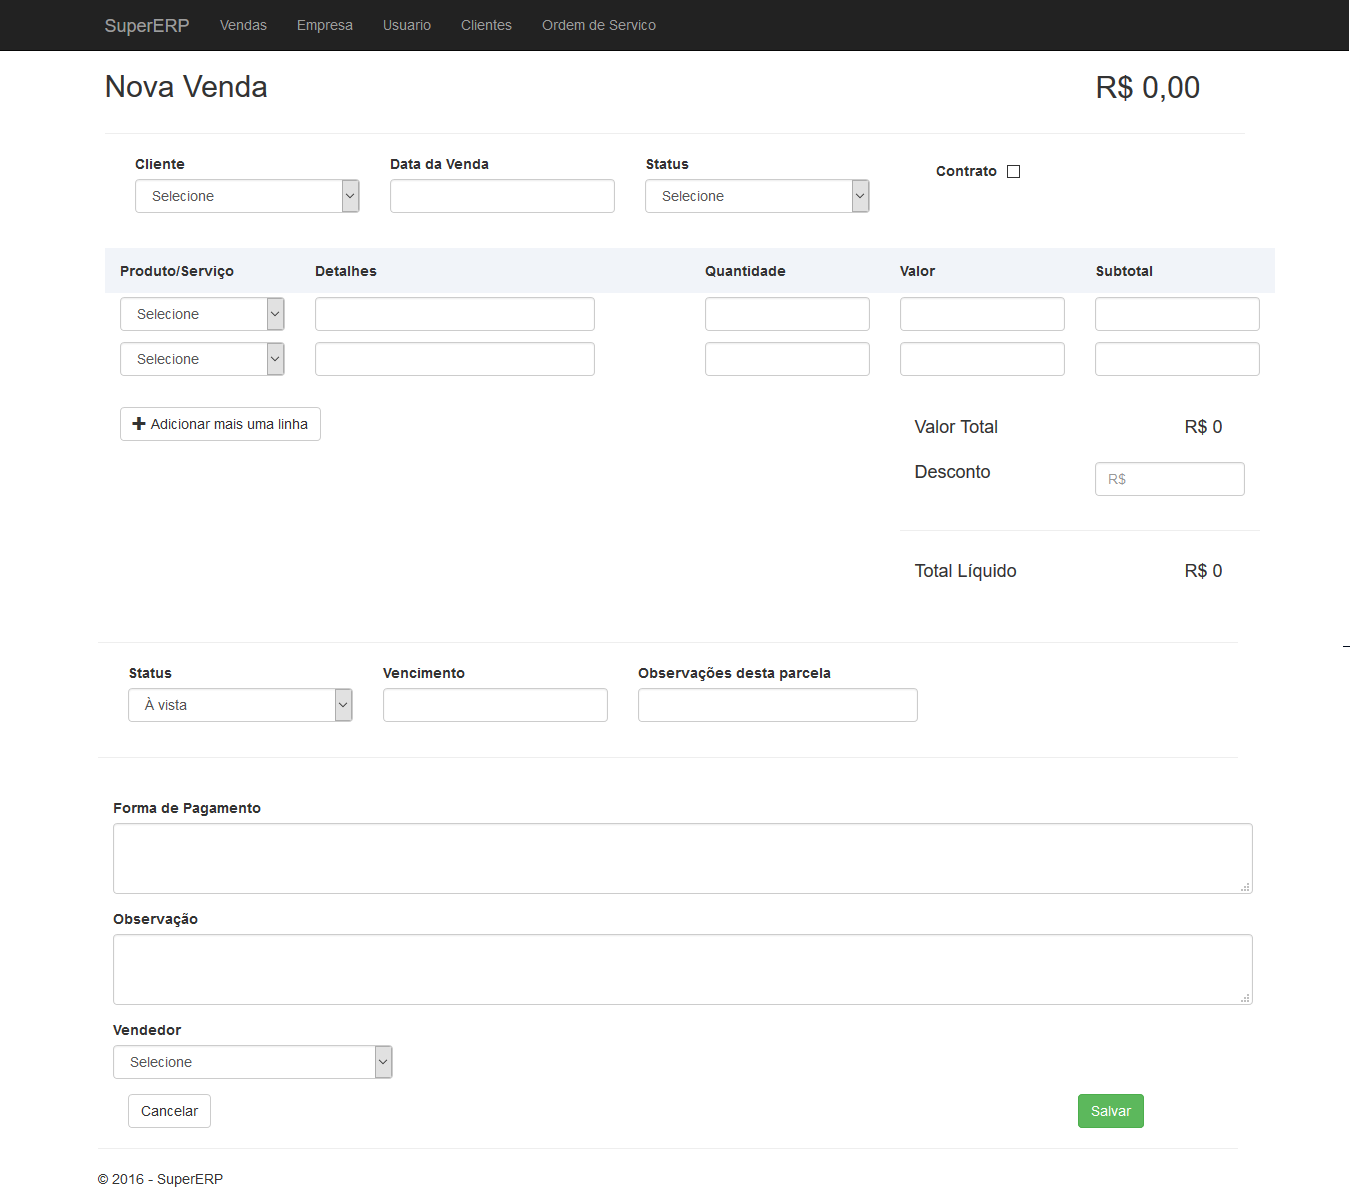 SuperERP Vendas Empresa Usuario Clientes Ordem de Servico
Nova Venda R$ 0,00
Cliente Data da Venda Status Contrato
Selecione Selecione
Produto/Serviço Detalhes Quantidade Valor Subtotal
Selecione
Selecione
Adicionar mais uma linha
Valor Total R$ 0
Desconto R$
Total Líquido R$ 0
Status Vencimento Observações desta parcela
À vista
Forma de Pagamento
Observação
Vendedor
Selecione
Cancelar Salvar
© 2016 - SuperERP